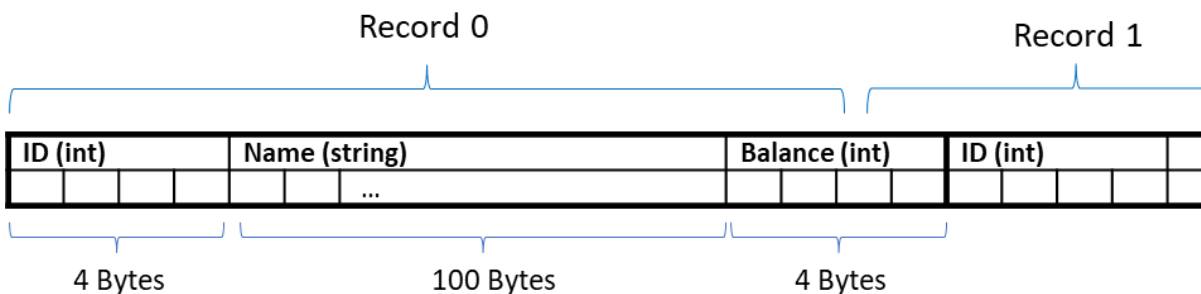 Record 0
Record 1
ID (int) Name (string) Balance (int) ID (int)
...
4 Bytes 100 Bytes 4 Bytes